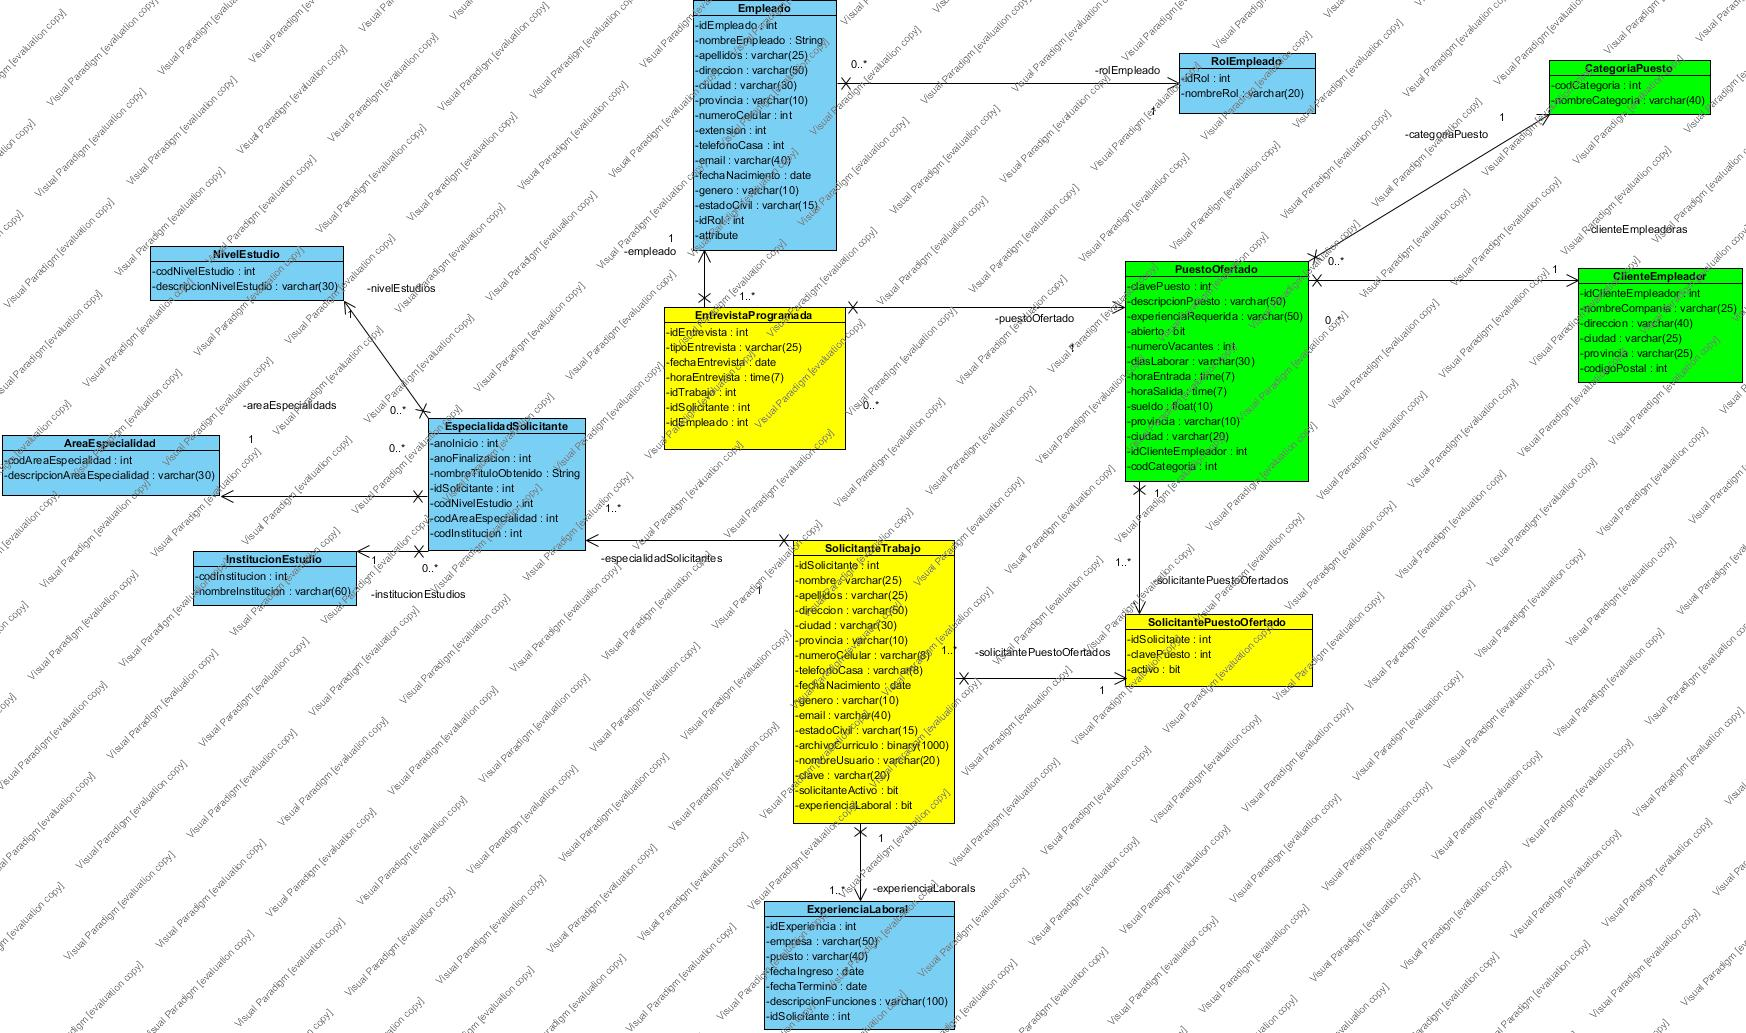 Empleado
-idEmpleado : int
-nombreEmpleado : String
-apellidos : varchar(25)
-direccion : varchar(50)
-ciudad : varchar(30)
-provincia : varchar(10)
-numeroCelular : int
-extension : int
-telefonoCasa : int
-email : varchar(40)
-fechaNacimiento : date
-genero : varchar(10)
-estadoCivil : varchar(15)
-idRol : int
-attribute
0..*
-rolEmpleado
1
RolEmpleado
-idRol : int
-nombreRol : varchar(20)
CategoriaPuesto
-codCategoria : int
-nombreCategoria : varchar(40)
1
-categoriaPuesto
0..*
-clienteEmpleadoras
1
0..*
ClienteEmpleador
-idClienteEmpleador : int
-nombreCompania : varchar(25)
-direccion : varchar(40)
-ciudad : varchar(25)
-provincia : varchar(25)
-codigoPostal : int
1
-empleado
1..*
NivelEstudio
-codNivelEstudio : int
-descripcionNivelEstudio : varchar(30)
-nivelEstudios
1
0..*
EntrevistaProgramada
-idEntrevista : int
-tipoEntrevista : varchar(25)
-fechaEntrevista : date
-horaEntrevista : time(7)
-idTrabajo : int
-idSolicitante : int
-idEmpleado : int
-puestoOfertado
1
0..*
PuestoOfertado
-clavePuesto : int
-descripcionPuesto : varchar(50)
-experienciaRequerida : varchar(50)
-abierto : bit
-numeroVacantes : int
-diasLaborar : varchar(30)
-horaEntrada : time(7)
-horaSalida : time(7)
-sueldo : float(10)
-provincia : varchar(10)
-ciudad : varchar(20)
-idClienteEmpleador : int
-codCategoria : int
-areaEspecialidads
1
0..*
AreaEspecialidad
-codAreaEspecialidad : int
-descripcionAreaEspecialidad : varchar(30)
EspecialidadSolicitante
-anoInicio : int
-anoFinalizacion : int
-nombreTituloObtenido : String
-idSolicitante : int
-codNivelEstudio : int
-codAreaEspecialidad : int
-codInstitucion : int
InstitucionEstudio
-codInstitucion : int
-nombreInstitucion : varchar(60)
1
0..*
-institucionEstudios
1..*
-especialidadSolicitantes
1
SolicitanteTrabajo
-idSolicitante : int
-nombre : varchar(25)
-apellidos : varchar(25)
-direccion : varchar(50)
-ciudad : varchar(30)
-provincia : varchar(10)
-numeroCelular : varchar(8)
-telefonoCasa : varchar(8)
-fechaNacimiento : date
-genero : varchar(10)
-email : varchar(40)
-estadoCivil : varchar(15)
-archivoCurriculo : binary(1000)
-nombreUsuario : varchar(20)
-clave : varchar(20)
-solicitanteActivo : bit
-experienciaLaboral : bit
1
1..*
-solicitantePuestoOfertados
SolicitantePuestoOfertado
-idSolicitante : int
-clavePuesto : int
-activo : bit
1..*
-solicitantePuestoOfertados
1
1
1..*
-experienciaLaborals
ExperienciaLaboral
-idExperiencia : int
-empresa : varchar(50)
-puesto : varchar(40)
-fechaIngreso : date
-fechaTermino : date
-descripcionFunciones : varchar(100)
-idSolicitante : int
Visual Paradigm [evaluation copy]